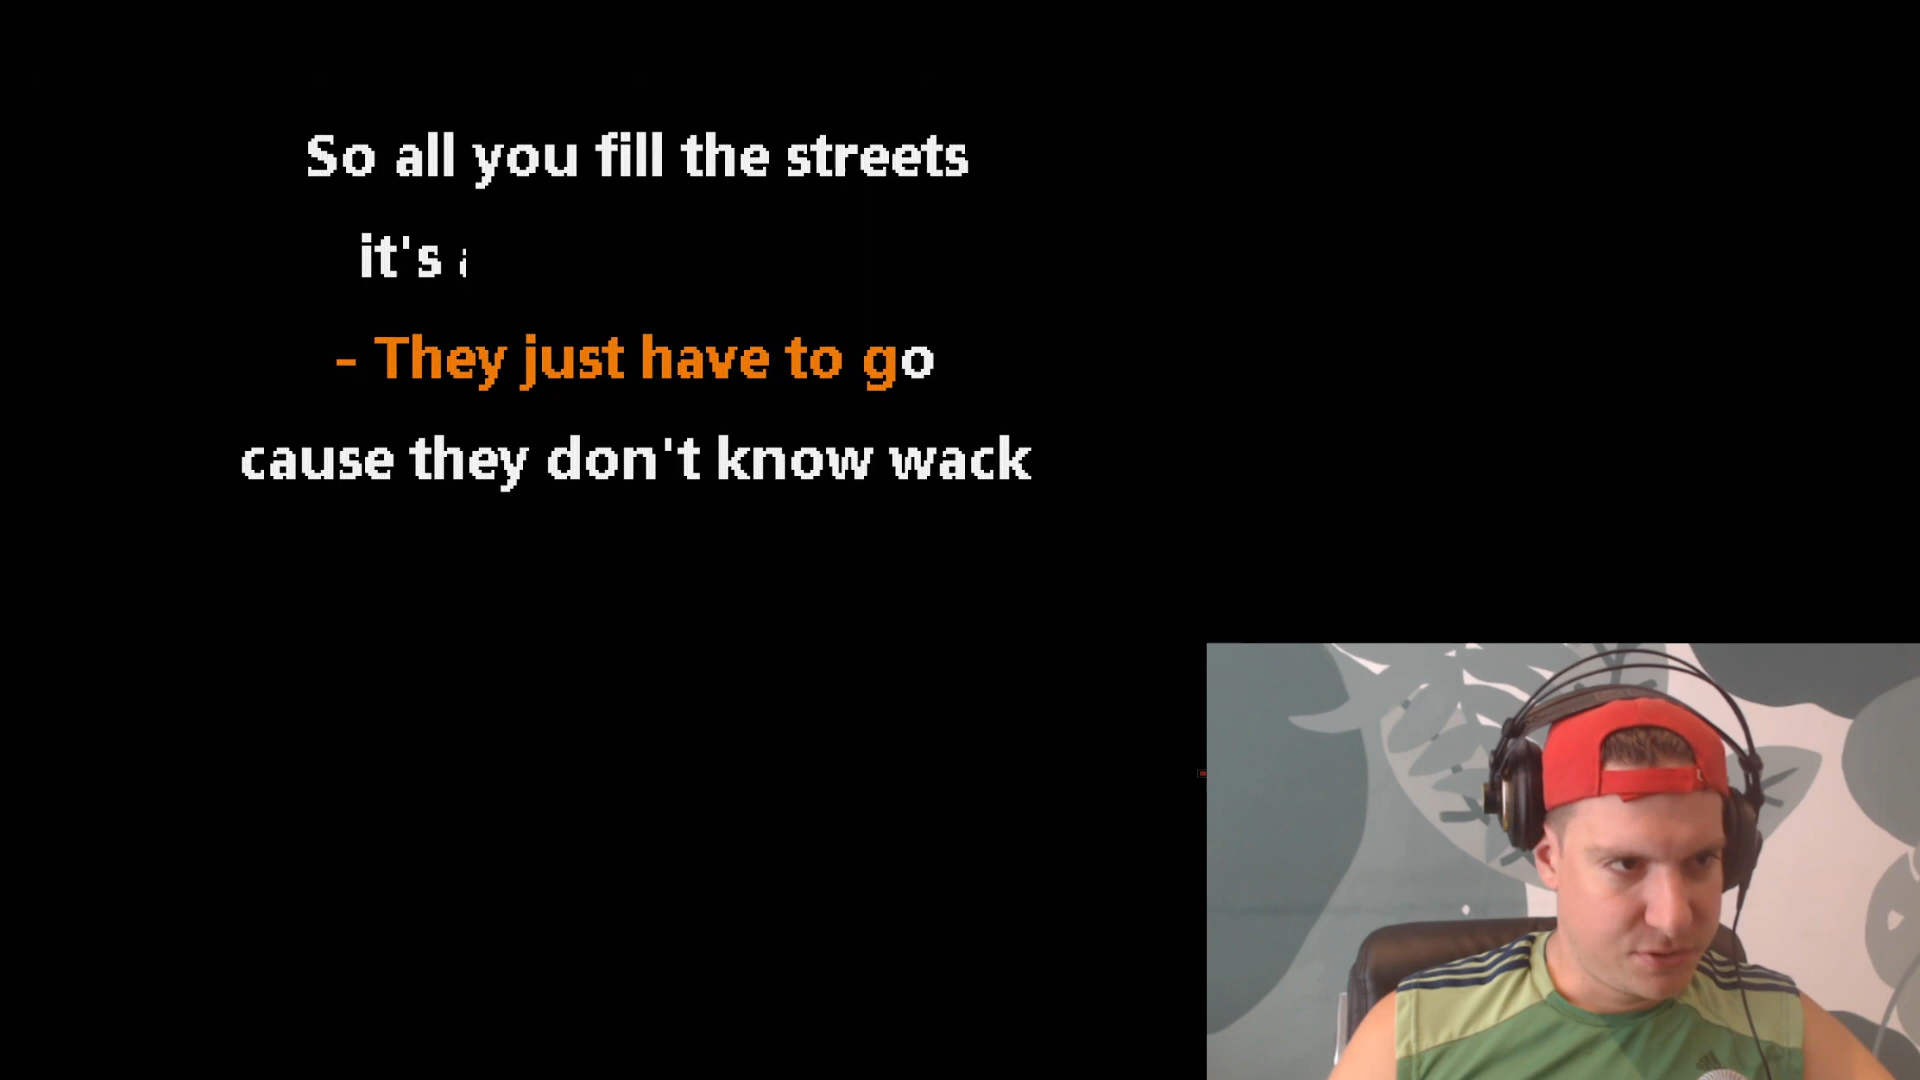 So all you fill the streets
it's
- They just have to go
cause they don't know wack